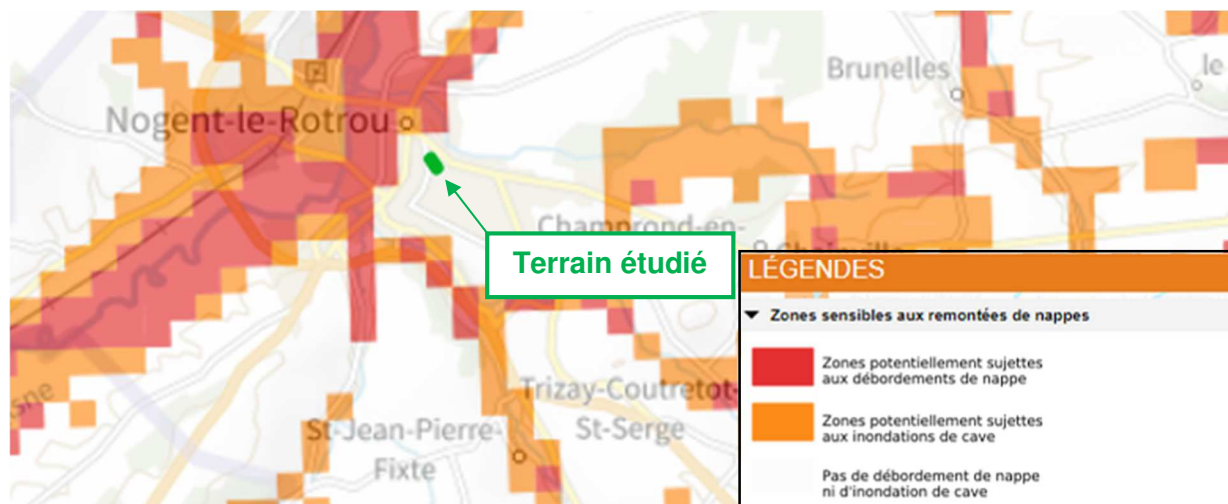 Brunelles
le
Nogent-le-Rotrou
Champrond-en-
Terrain étudié
LÉGENDES
Zones sensibles aux remontées de nappes
Zones potentiellement sujettes
aux débordements de nappe
Zones potentiellement sujettes
aux inondations de cave
Pas de débordement de nappe
ni d'inondation de cave
Trizay-Coutretot-
St-Serge
St-Jean-Pierre-
Fixte
sne